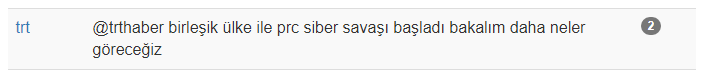 trt @trthaber birleşik ülke ile prc siber savaşı başladı bakalım daha neler 2
göreceğiz